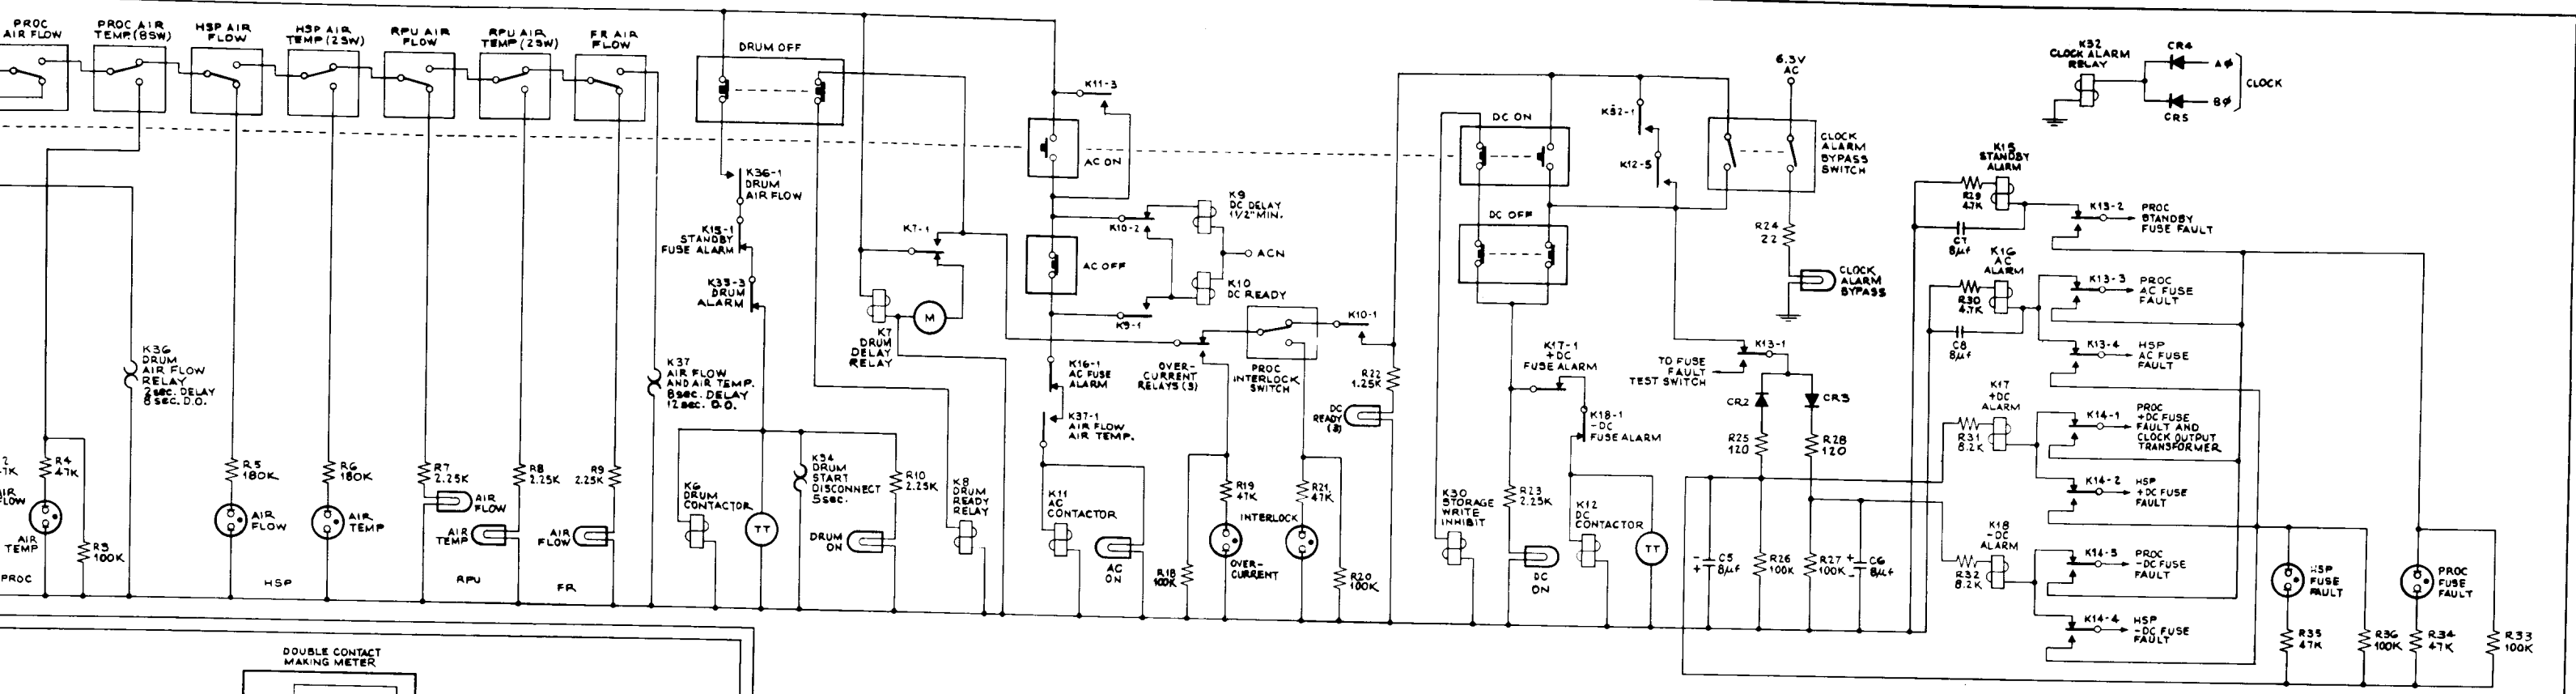 PROC
AIR FLOW
PROC AIR
TEMP.(8SW)
HSP AIR
FLOW
HSP AIR
TEMP (2SW)
RPU AIR
FLOW
RPU AIR
TEMP (2SW)
FR AIR
FLOW
DRUM OFF
K11-3
AC ON
K36-1
DRUM
AIR FLOW
K15-1
STANDBY
FUSE ALARM
K35-3
DRUM
ALARM
K7-1
M
K7
DRUM
DELAY
RELAY
AC OFF
K10-2
K9
DC DELAY
1 1/2" MIN.
ACN
K10
DC READY
K9-1
K16-1
AC FUSE
ALARM
K37-1
AIR FLOW
AIR TEMP.
OVER-
CURRENT
RELAYS (3)
PROC
INTERLOCK
SWITCH
K10-1
R22
1.25K
DC
READY
(3)
DC ON
DC OFF
K32-1
K12-5
6.3V
AC
CLOCK
ALARM
BYPASS
SWITCH
R24
22
CLOCK
ALARM
BYPASS
K32
CLOCK ALARM
RELAY
CR4
AØ
BØ
CLOCK
CR5
K15
STANDBY
ALARM
R29
47K
C7
8µf
K13-2
PROC
STANDBY
FUSE FAULT
K16
AC
ALARM
R30
4.7K
C8
8µf
K13-3
PROC
AC FUSE
FAULT
K13-4
HSP
AC FUSE
FAULT
K17
+DC
ALARM
R31
8.2K
K14-1
PROC
+DC FUSE
FAULT AND
CLOCK OUTPUT
TRANSFORMER
K14-2
HSP
+DC FUSE
FAULT
K18
-DC
ALARM
R32
8.2K
K14-3
PROC
-DC FUSE
FAULT
K14-4
HSP
-DC FUSE
FAULT
HSP
FUSE
FAULT
PROC
FUSE
FAULT
R35
47K
R36
100K
R34
47K
R33
100K
K17-1
+DC
FUSE ALARM
K18-1
-DC
FUSE ALARM
TO FUSE
FAULT
TEST SWITCH
K13-1
CR2
CR3
R25
120
R28
120
C5
8µf
R26
100K
R27
100K
C6
8µf
K30
STORAGE
WRITE
INHIBIT
R23
2.25K
DC
ON
K12
DC
CONTACTOR
TT
K36
DRUM
AIR FLOW
RELAY
2 sec. DELAY
8 sec. D.O.
K37
AIR FLOW
AND AIR TEMP.
8 sec. DELAY
12 sec. D.O.
R4
47K
AIR
TEMP
R3
100K
PROC
R5
180K
AIR
FLOW
HSP
R6
180K
AIR
TEMP
R7
2.25K
AIR
FLOW
AIR
TEMP
RPU
R8
2.25K
R9
2.25K
AIR
FLOW
FR
K6
DRUM
CONTACTOR
TT
K34
DRUM
START
DISCONNECT
5 sec.
R10
2.25K
DRUM
ON
K8
DRUM
READY
RELAY
K11
AC
CONTACTOR
AC
ON
R18
100K
R19
47K
OVER-
CURRENT
R21
47K
INTERLOCK
R20
100K
DOUBLE CONTACT
MAKING METER